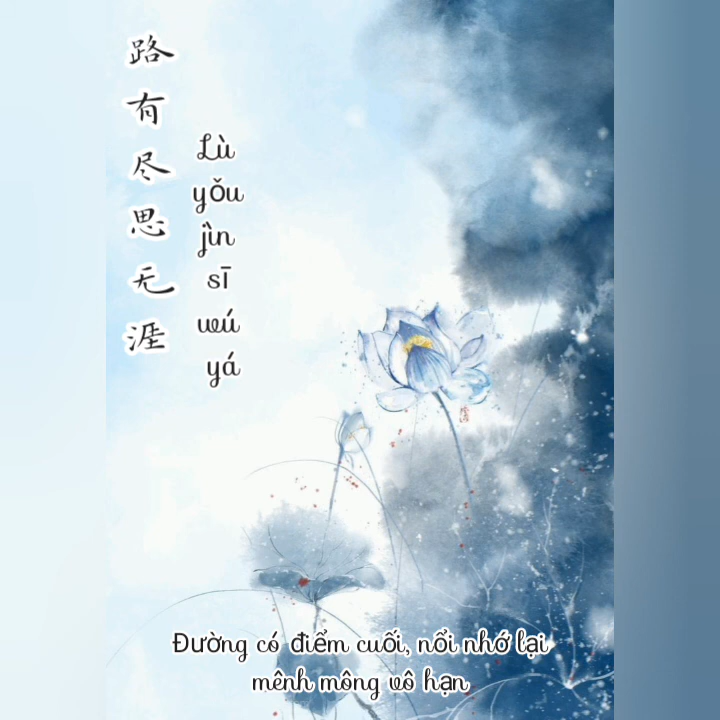 路有尽思无涯
Lù
yǒu
jìn
sī
wú
yá
Đường có điểm cuối, nổi nhớ lại
mênh mông vô hạn